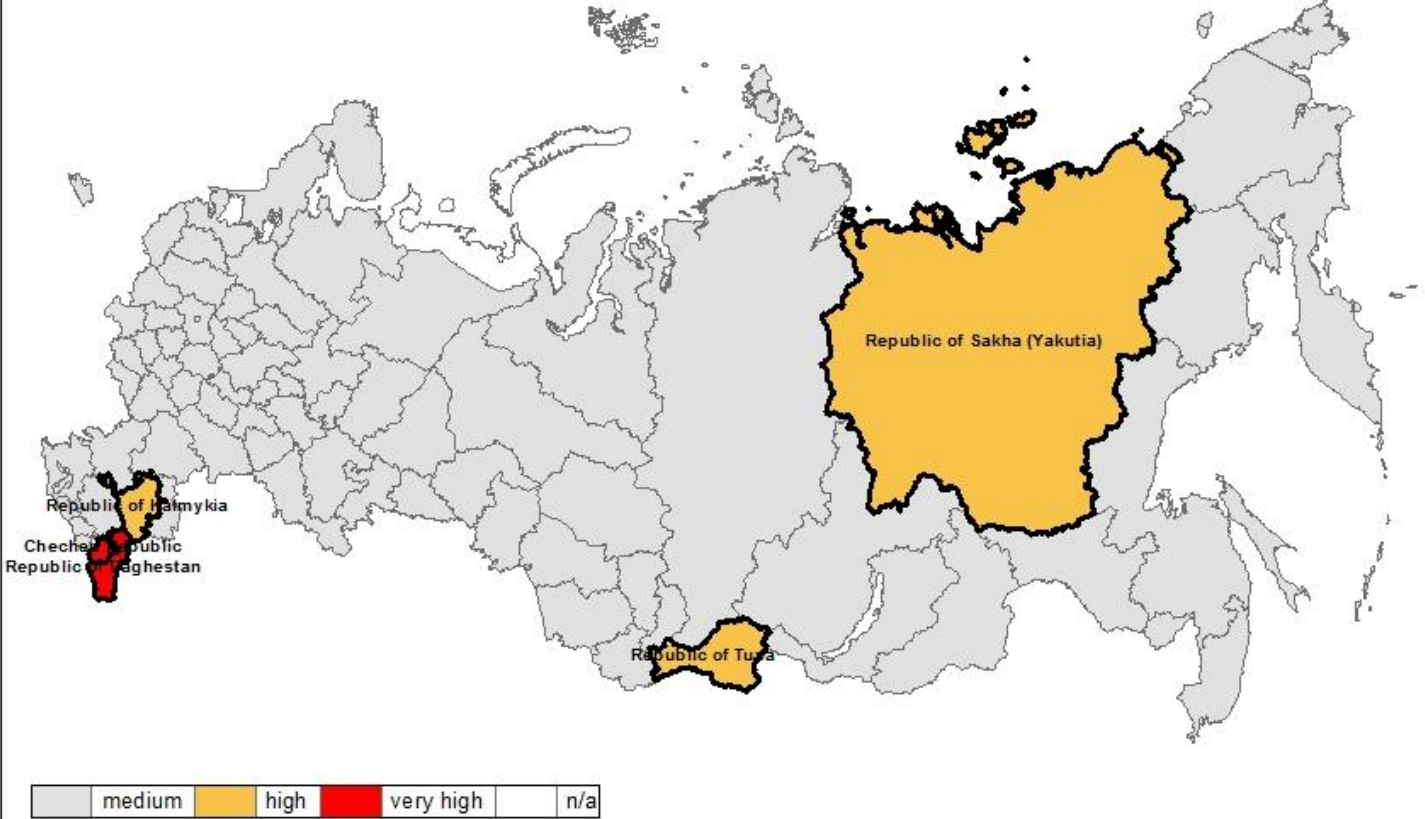 Republic of Sakha (Yakutia)
Republic of Kalmykia
Chechen Republic
Republic of Daghestan
Republic of Tuva
medium high very high n/a